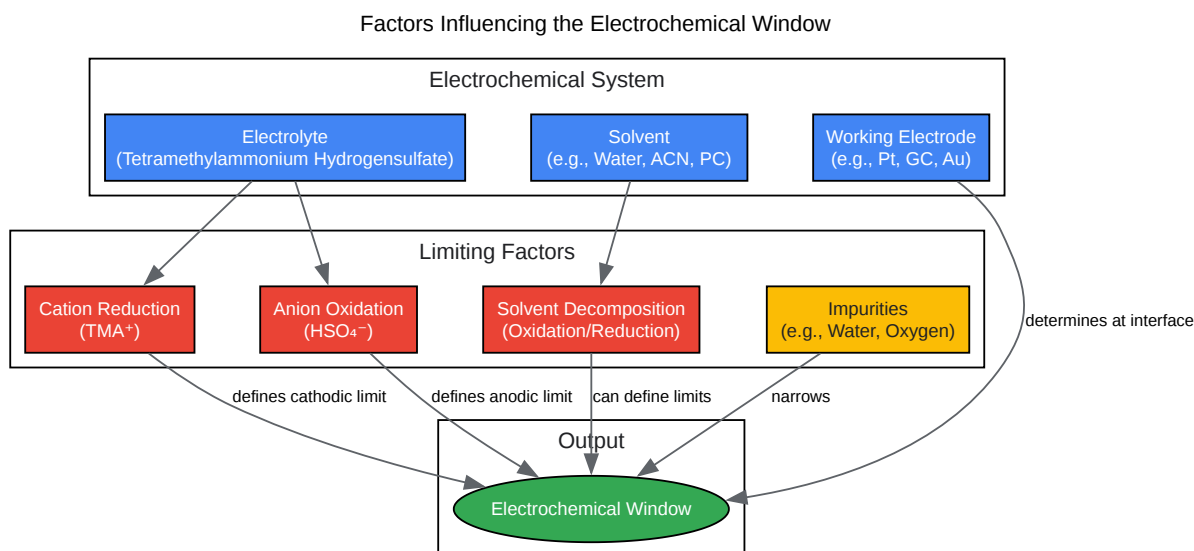 Factors Influencing the Electrochemical Window
Electrochemical System
Electrolyte
(Tetramethylammonium Hydrogensulfate)
Solvent
(e.g., Water, ACN, PC)
Working Electrode
(e.g., Pt, GC, Au)
Limiting Factors
Cation Reduction
(TMA⁺)
Anion Oxidation
(HSO₄⁻)
Solvent Decomposition
(Oxidation/Reduction)
Impurities
(e.g., Water, Oxygen)
determines at interface
defines cathodic limit
defines anodic limit
can define limits
narrows
Output
Electrochemical Window